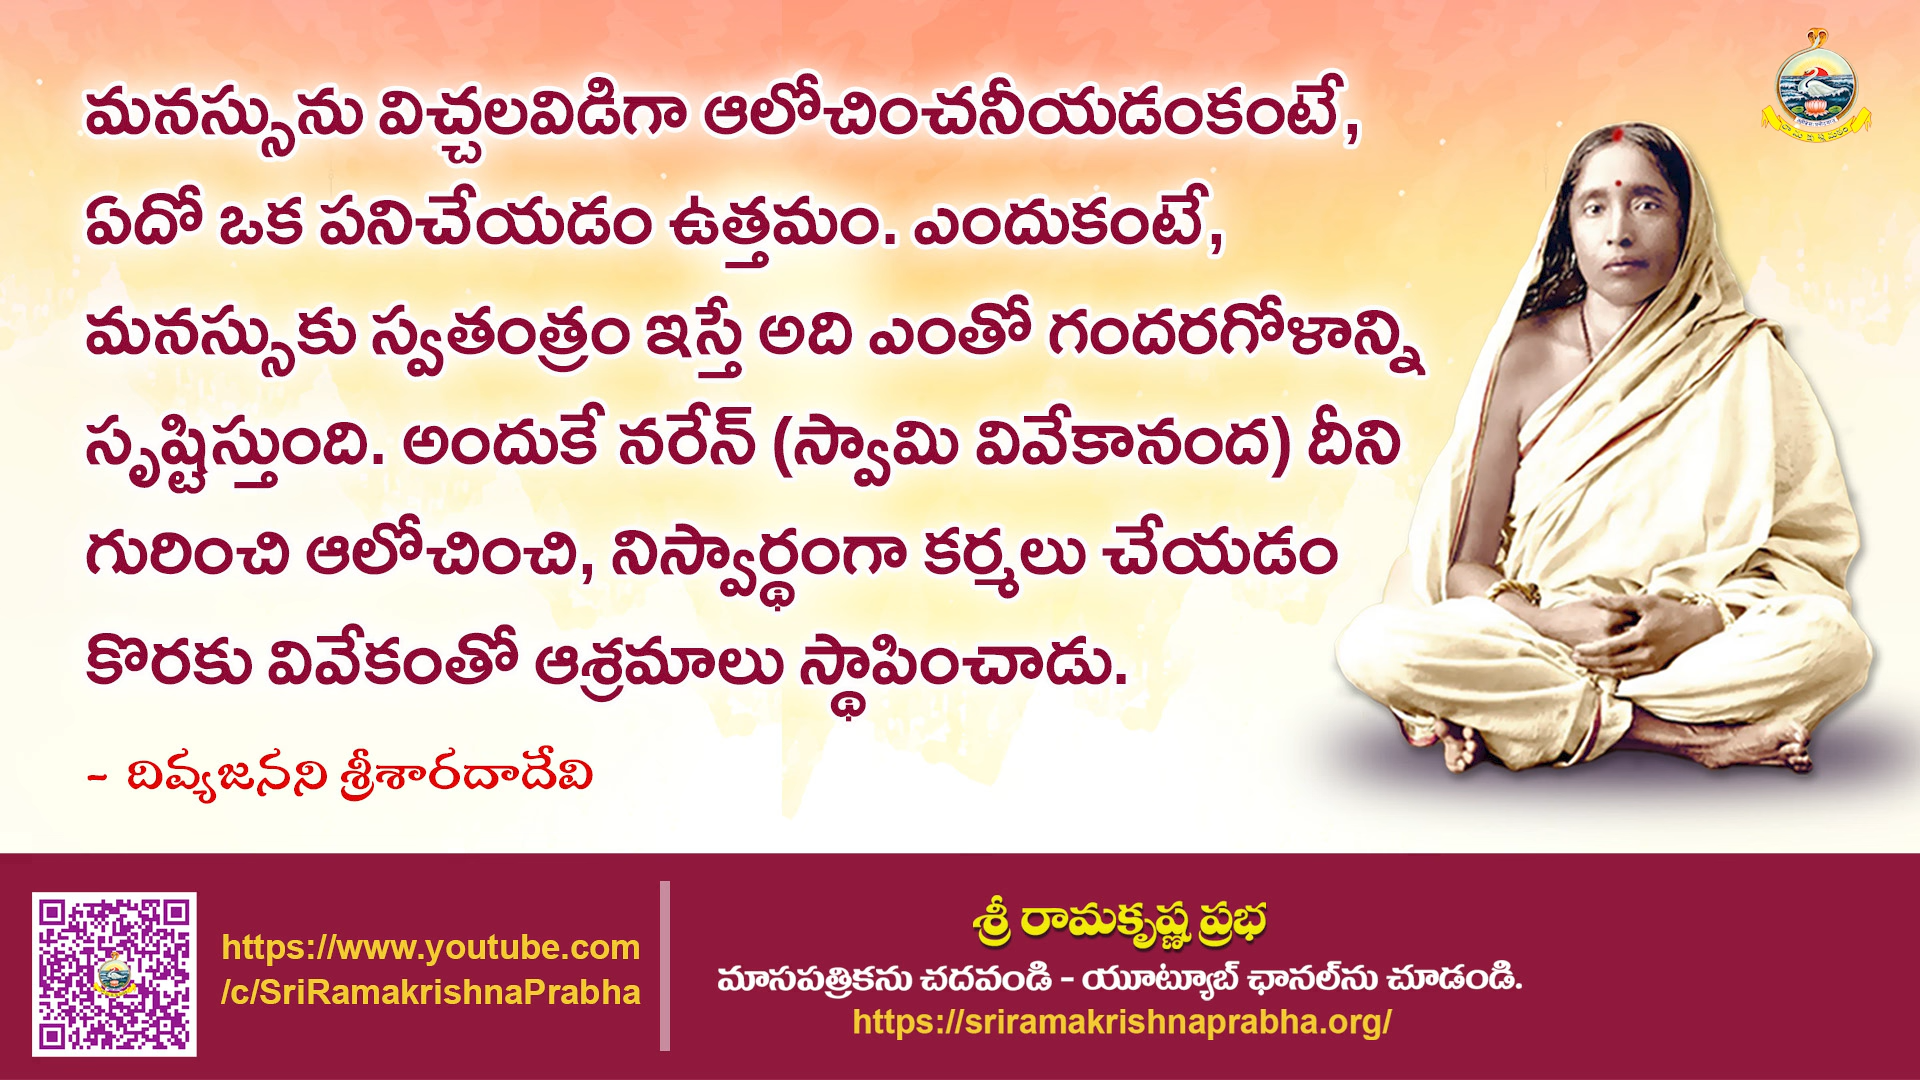 మనస్సును విచ్చలవిడిగా ఆలోచించనీయడంకంటే,
ఏదో ఒక పనిచేయడం ఉత్తమం. ఎందుకంటే,
మనస్సుకు స్వతంత్రం ఇస్తే అది ఎంతో గందరగోళాన్ని
సృష్టిస్తుంది. అందుకే నరేన్ (స్వామి వివేకానంద) దీని
గురించి ఆలోచించి, నిస్వార్థంగా కర్మలు చేయడం
కొరకు వివేకంతో ఆశ్రమాలు స్థాపించాడు.
- దివ్యజనని శ్రీశారదాదేవి
https://www.youtube.com
/c/SriRamakrishnaPrabha
శ్రీ రామకృష్ణ ప్రభ
మాసపత్రికను చదవండి - యూట్యూబ్ ఛానల్‌ను చూడండి.
https://sriramakrishnaprabha.org/